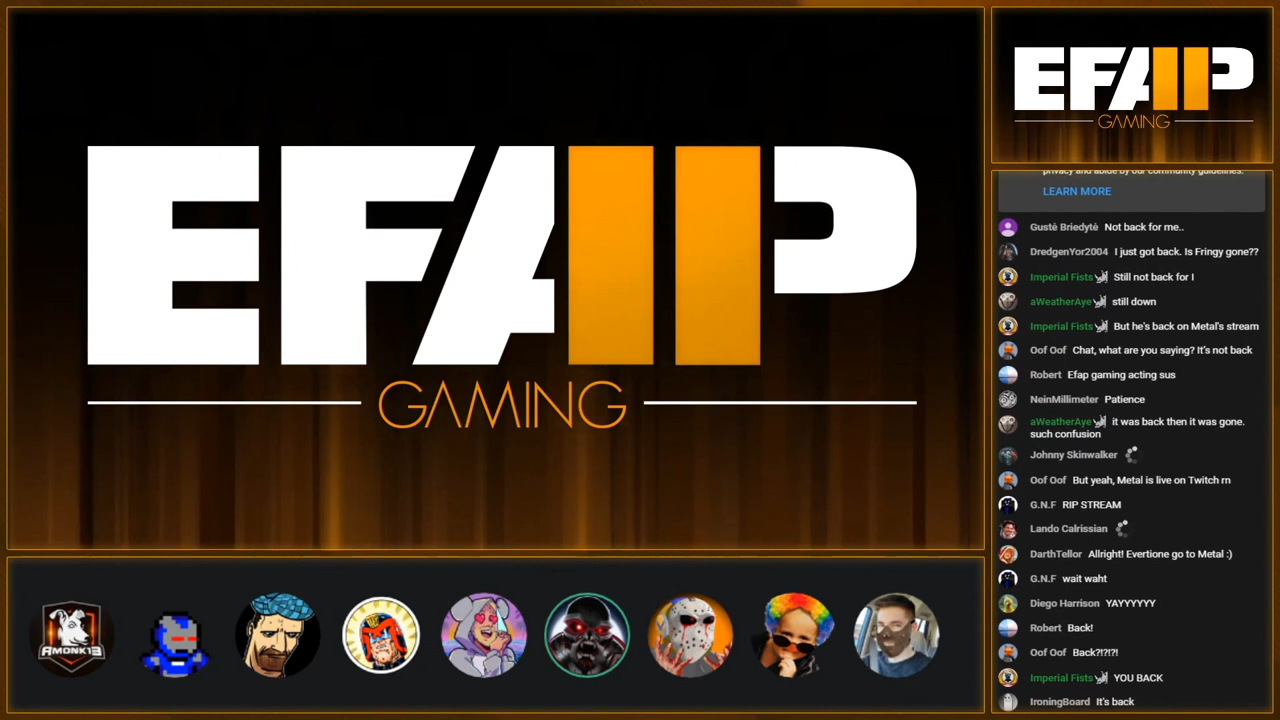 EFAP
GAMING
EFAP
GAMING
privacy and abide by our community guidelines.
LEARN MORE
Gustė Briedytė Not back for me..
DredgenYor2004 I just got back. Is Fringy gone??
Imperial Fists Still not back for I
aWeatherAye still down
Imperial Fists But he's back on Metal's stream
Oof Oof Chat, what are you saying? It's not back
Robert Efap gaming acting sus
NeinMillimeter Patience
aWeatherAye it was back then it was gone.
such confusion
Johnny Skinwalker
Oof Oof But yeah, Metal is live on Twitch rn
G.N.F RIP STREAM
Lando Calrissian
DarthTellor Allright! Evertione go to Metal :)
G.N.F wait waht
Diego Harrison YAYYYYYY
Robert Back!
Oof Oof Back?!?!?!
Imperial Fists YOU BACK
IroningBoard It's back
AMONK13